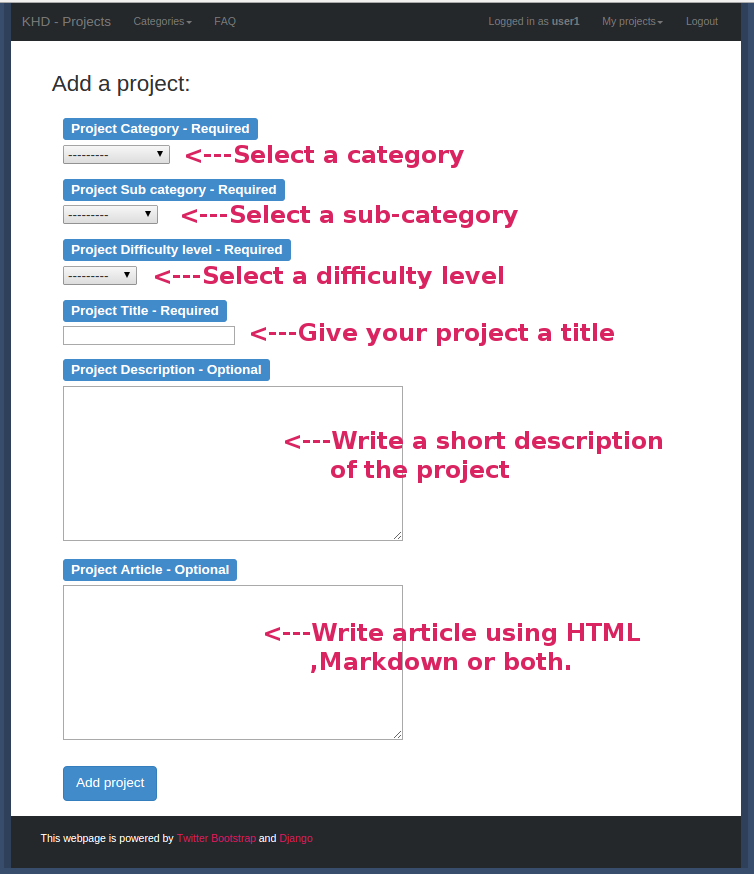 KHD - Projects Categories FAQ Logged in as user1 My projects Logout
Add a project:
Project Category - Required
--------- <---Select a category
Project Sub category - Required
--------- <---Select a sub-category
Project Difficulty level - Required
--------- <---Select a difficulty level
Project Title - Required
<---Give your project a title
Project Description - Optional
<---Write a short description
of the project
Project Article - Optional
<---Write article using HTML
,Markdown or both.
Add project
This webpage is powered by Twitter Bootstrap and Django